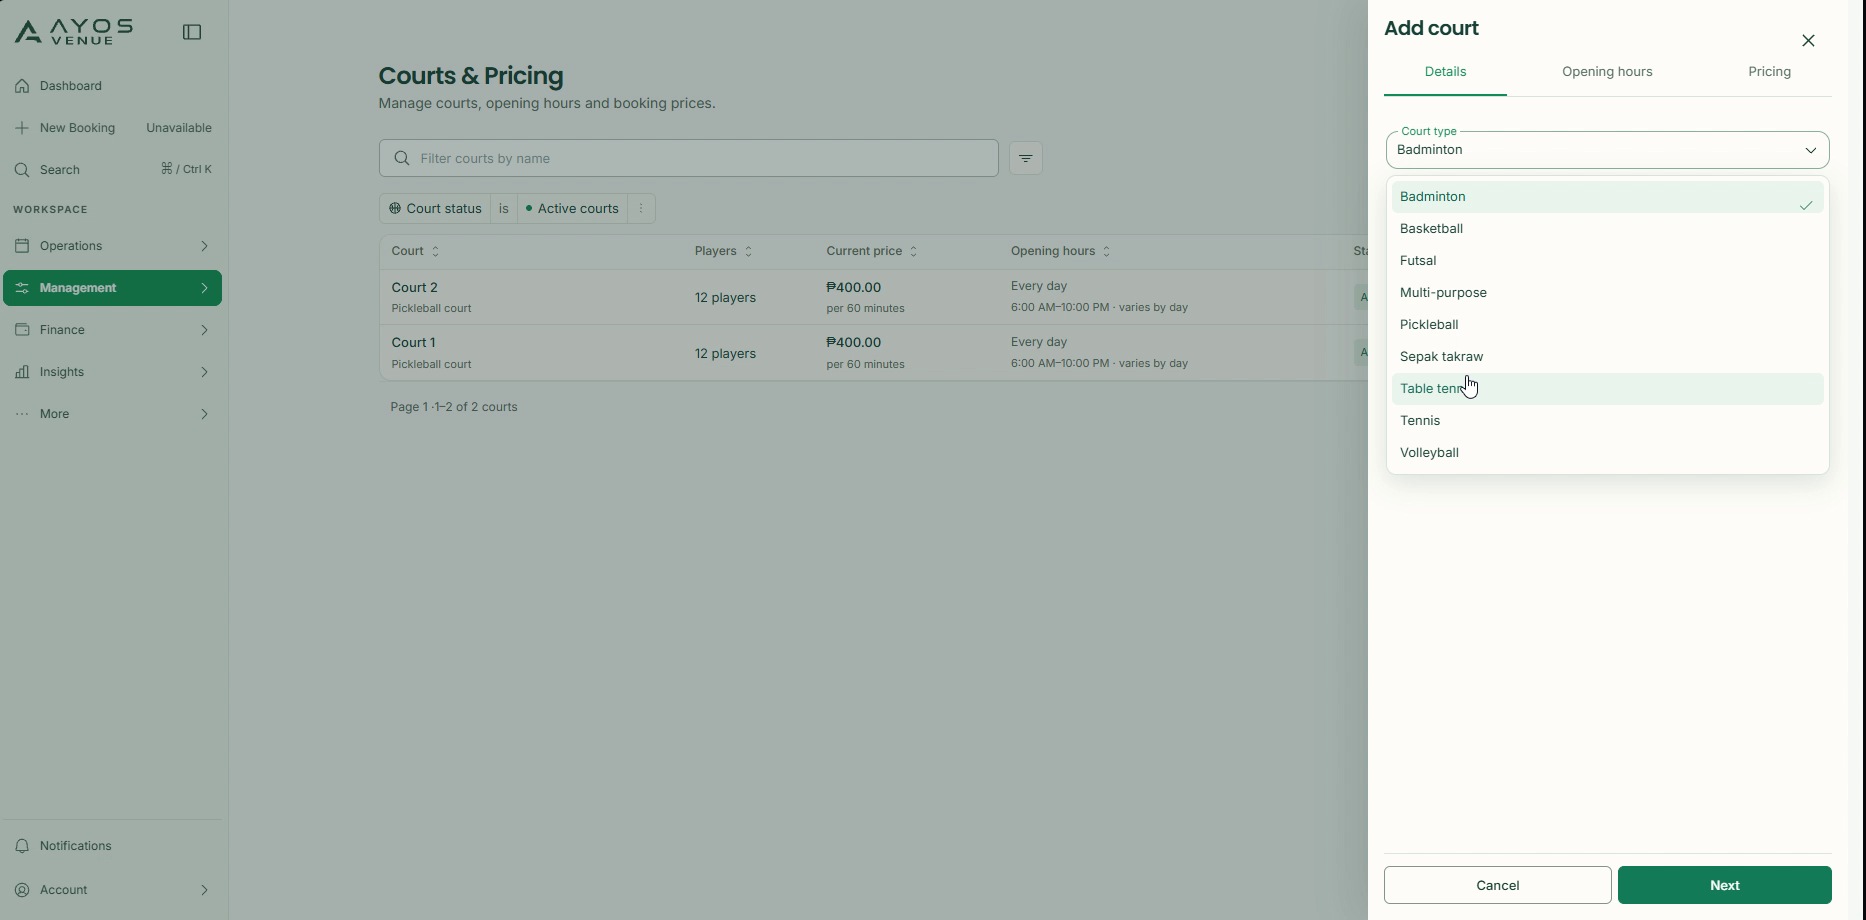 AYOS
VENUE
Dashboard
New Booking Unavailable
Search ⌘ / Ctrl K
WORKSPACE
Operations
Management
Finance
Insights
More
Notifications
Account
Courts & Pricing
Manage courts, opening hours and booking prices.
Filter courts by name
Court status is Active courts
Court Players Current price Opening hours
Court 2 12 players ₱400.00 Every day
Pickleball court per 60 minutes 6:00 AM–10:00 PM · varies by day
Court 1 12 players ₱400.00 Every day
Pickleball court per 60 minutes 6:00 AM–10:00 PM · varies by day
Page 1 ·1–2 of 2 courts
Add court
Details Opening hours Pricing
Court type
Badminton
Badminton
Basketball
Futsal
Multi-purpose
Pickleball
Sepak takraw
Table
Tennis
Volleyball
Cancel Next